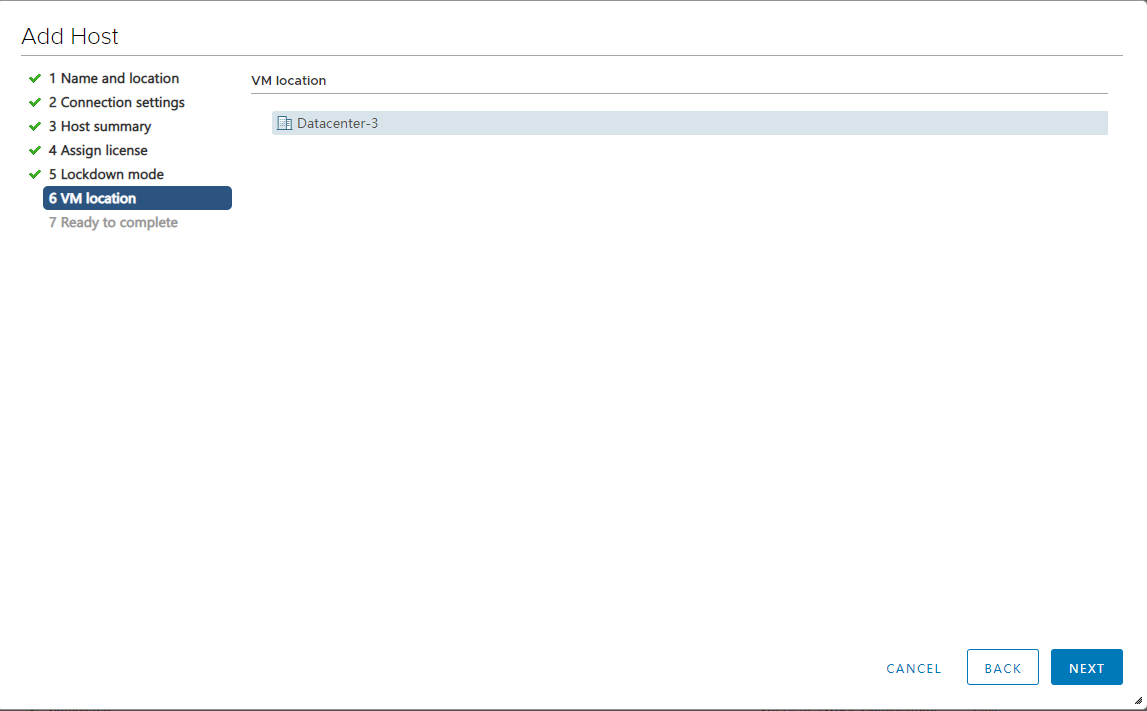 Add Host
1 Name and location
2 Connection settings
3 Host summary
4 Assign license
5 Lockdown mode
6 VM location
7 Ready to complete
VM location
Datacenter-3
CANCEL
BACK
NEXT